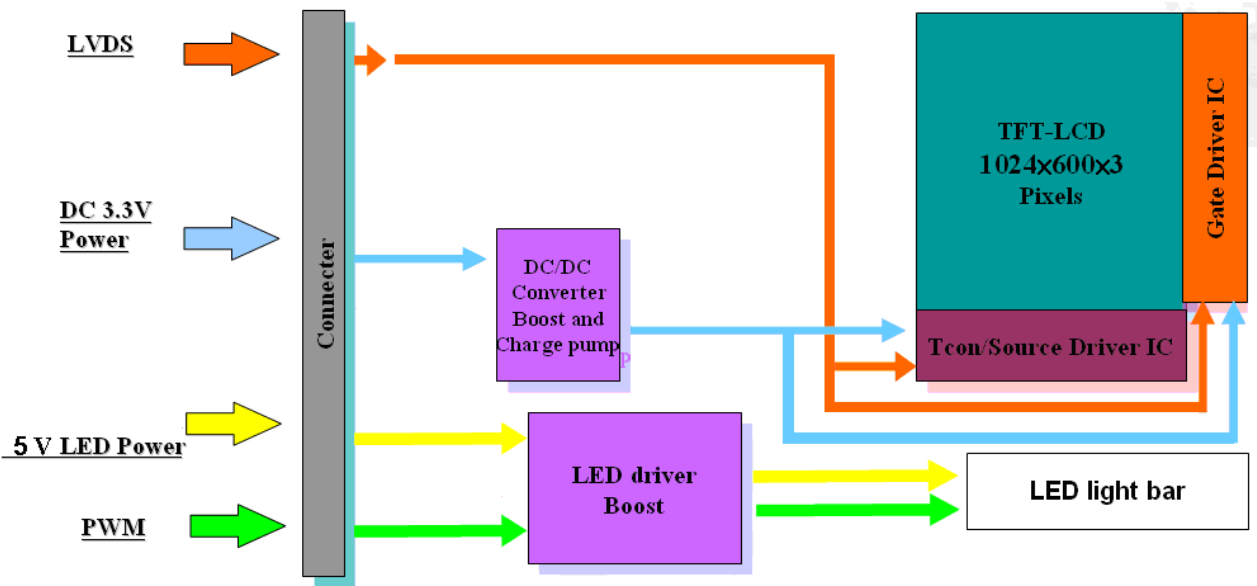 LVDS
DC 3.3V
Power
5 V LED Power
PWM
Connecter
DC/DC
Converter
Boost and
Charge pump
P
LED driver
Boost
TFT-LCD
1024x600x3
Pixels
Gate Driver IC
Tcon/Source Driver IC
LED light bar